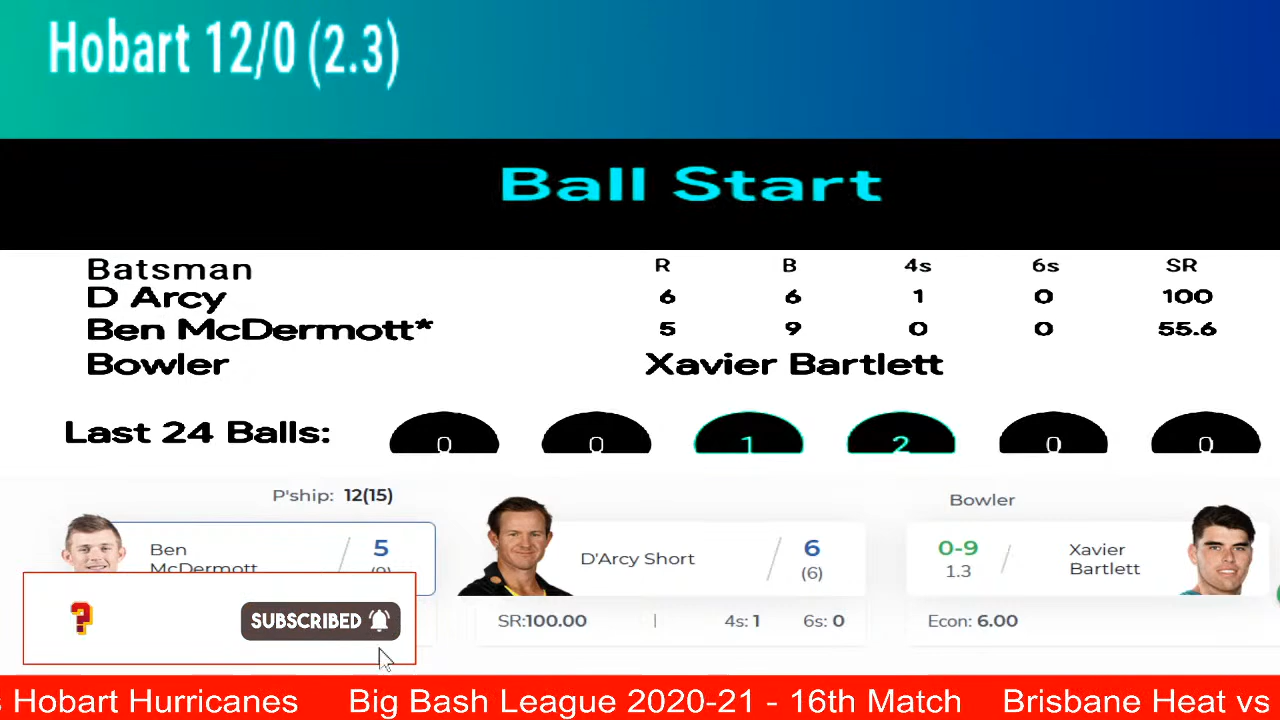 Hobart 12/0 (2.3)
Ball Start
Batsman R B 4s 6s SR
D Arcy 6 6 1 0 100
Ben McDermott* 5 9 0 0 55.6
Bowler Xavier Bartlett
Last 24 Balls: 0 0 1 2 0 0
P'ship: 12(15)
Ben
McDermott / 5
(9)
D'Arcy Short / 6
(6)
SR:100.00 | 4s: 1 6s: 0
Bowler
0-9 / Xavier
1.3 Bartlett
Econ: 6.00
?
SUBSCRIBED
s Hobart Hurricanes Big Bash League 2020-21 - 16th Match Brisbane Heat vs